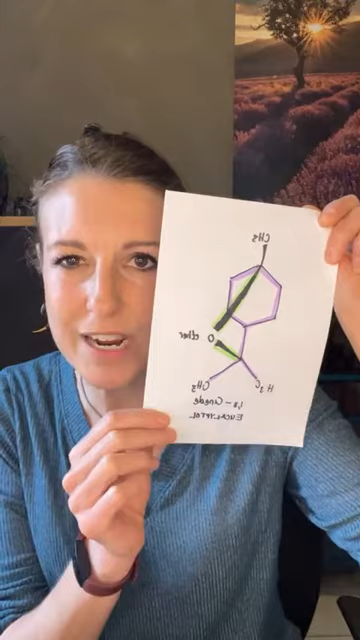 CH₃
O ether
CH₃
H₃C
1,8-Cineole
EUCALYPTOL